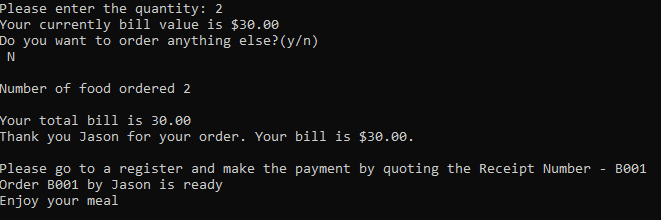 Please enter the quantity: 2
Your currently bill value is $30.00
Do you want to order anything else?(y/n)
N
Number of food ordered 2
Your total bill is 30.00
Thank you Jason for your order. Your bill is $30.00.
Please go to a register and make the payment by quoting the Receipt Number - B001
Order B001 by Jason is ready
Enjoy your meal